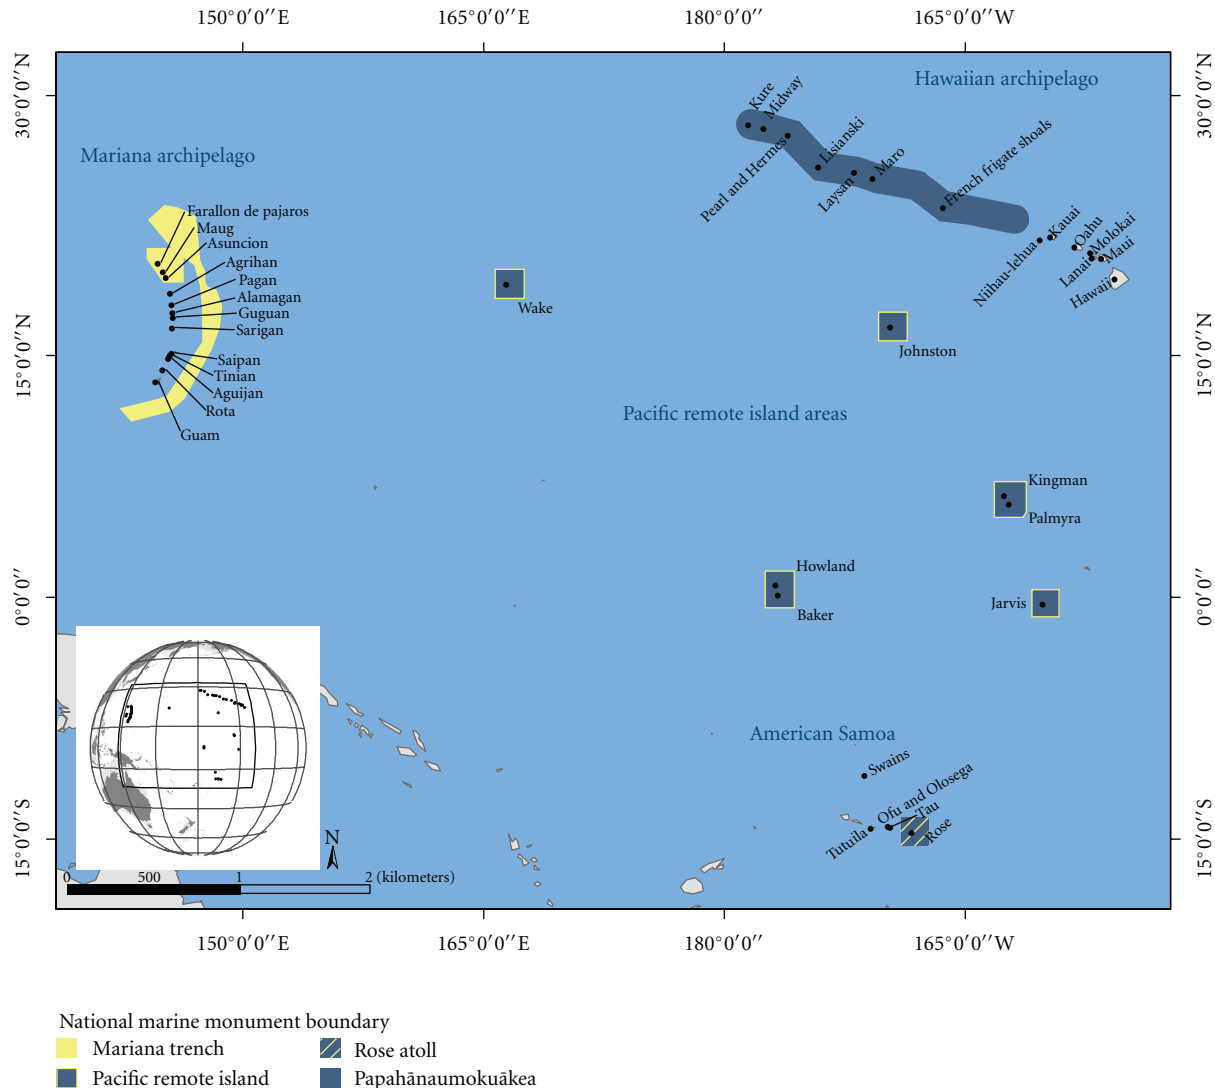 150°0′0″E
165°0′0″E
180°0′0″
165°0′0″W
30°0′0″N
15°0′0″N
0°0′0″
15°0′0″S
30°0′0″N
15°0′0″N
0°0′0″
15°0′0″S
Hawaiian archipelago
Kure
Midway
Pearl and Hermes
Lisianski
Laysan
Maro
French frigate shoals
Niihau-lehua
Kauai
Oahu
Molokai
Lanai
Maui
Hawaii
Mariana archipelago
Farallon de pajaros
Maug
Asuncion
Agrihan
Pagan
Alamagan
Guguan
Sarigan
Saipan
Tinian
Aguijan
Rota
Guam
Wake
Johnston
Pacific remote island areas
Kingman
Palmyra
Howland
Baker
Jarvis
American Samoa
Swains
Ofu and Olosega
Tau
Tutuila
Rose
N
0 500 1 2 (kilometers)
150°0′0″E
165°0′0″E
180°0′0″
165°0′0″W
National marine monument boundary
Mariana trench
Rose atoll
Pacific remote island
Papahānaumokuākea